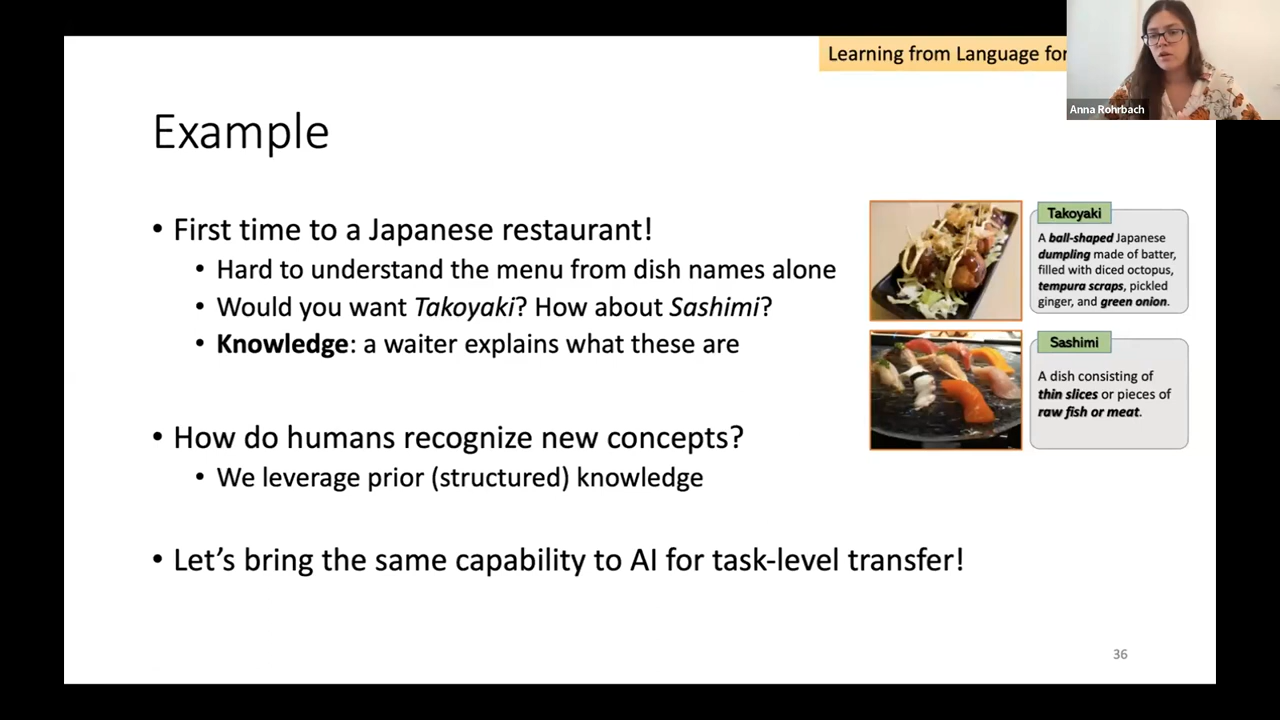 Learning from Language for
Anna Rohrbach
Example
• First time to a Japanese restaurant!
• Hard to understand the menu from dish names alone
• Would you want Takoyaki? How about Sashimi?
• Knowledge: a waiter explains what these are
• How do humans recognize new concepts?
• We leverage prior (structured) knowledge
• Let's bring the same capability to AI for task-level transfer!
Takoyaki
A ball-shaped Japanese
dumpling made of batter,
filled with diced octopus,
tempura scraps, pickled
ginger, and green onion.
Sashimi
A dish consisting of
thin slices or pieces of
raw fish or meat.
36